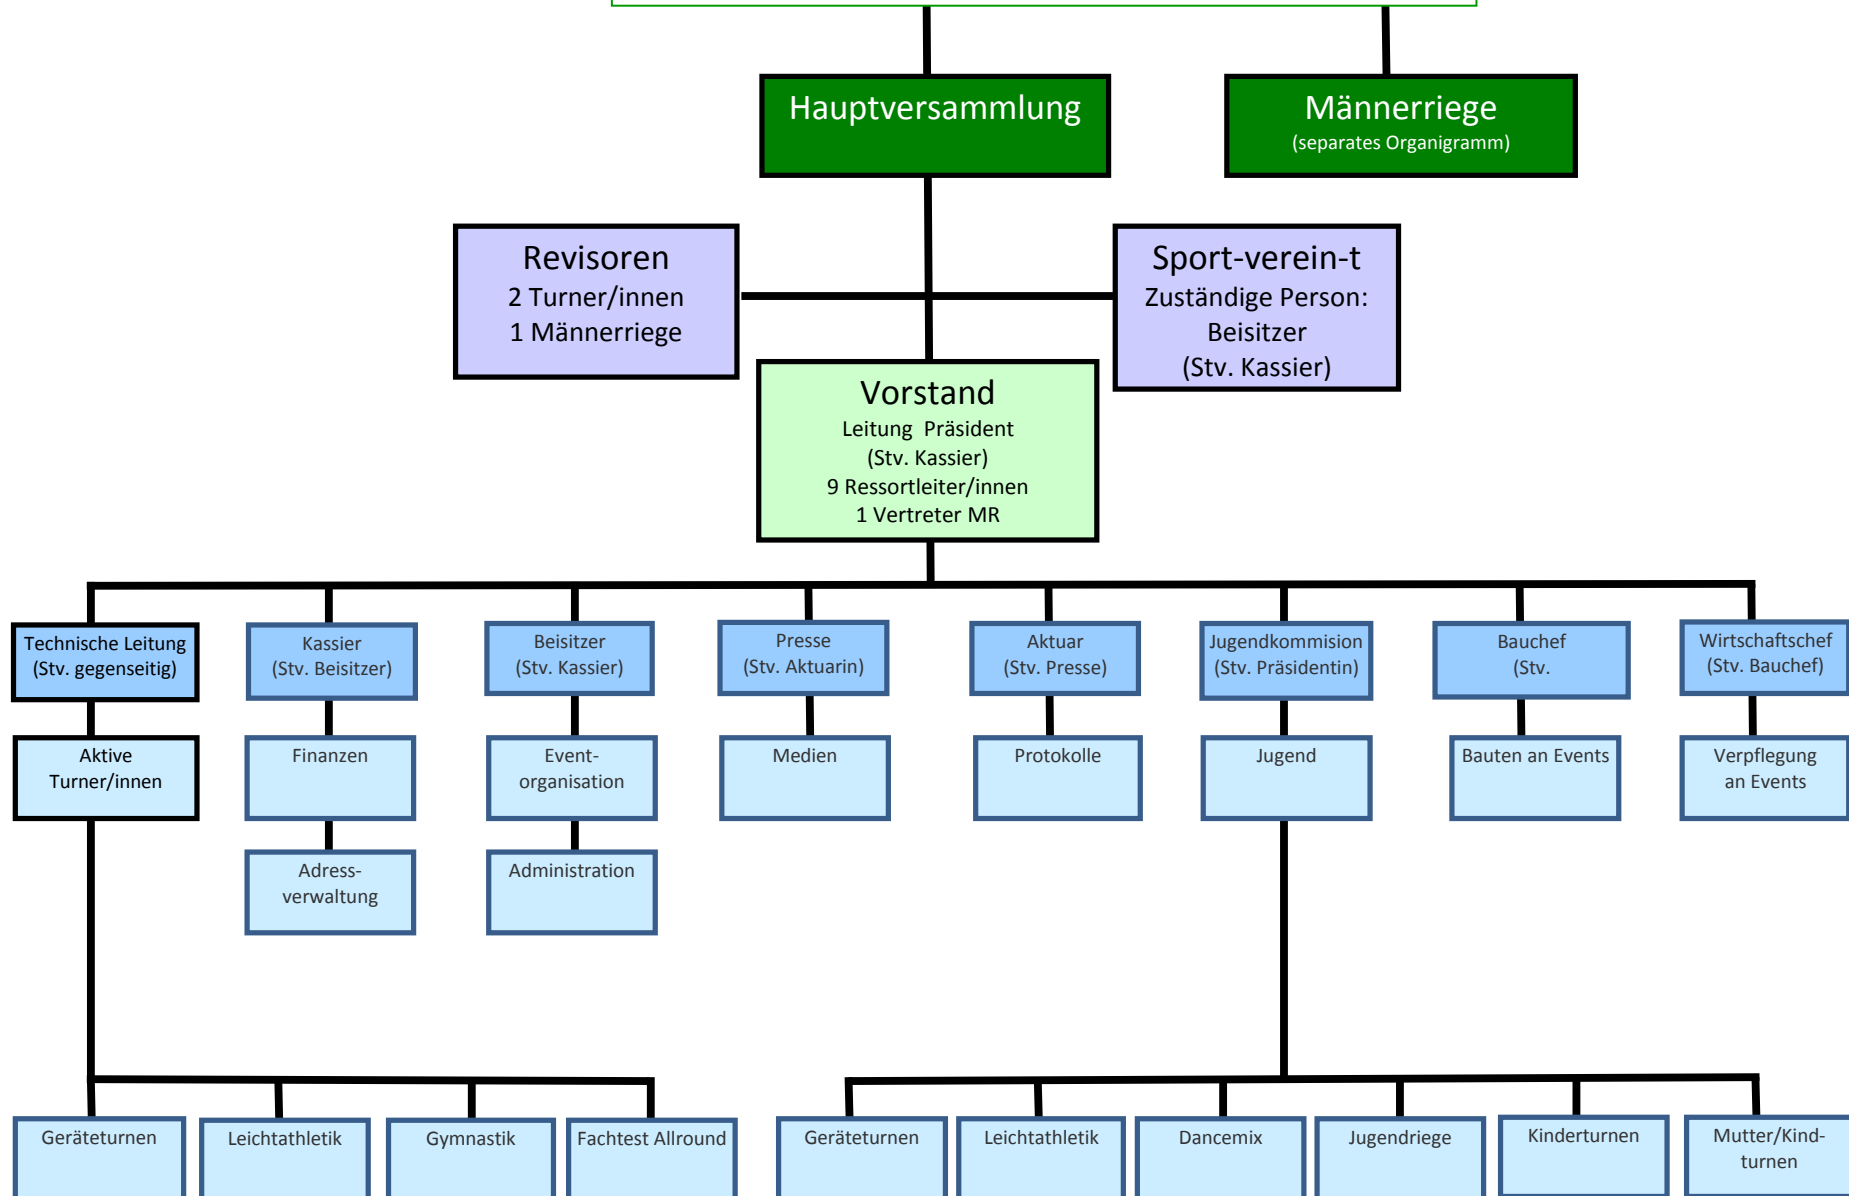 Hauptversammlung
Männerriege
(separates Organigramm)
Revisoren
2 Turner/innen
1 Männerriege
Sport-verein-t
Zuständige Person:
Beisitzer
(Stv. Kassier)
Vorstand
Leitung  Präsident
(Stv. Kassier)
9 Ressortleiter/innen
1 Vertreter MR
Technische Leitung
(Stv. gegenseitig)
Kassier
(Stv. Beisitzer)
Beisitzer
(Stv. Kassier)
Presse
(Stv. Aktuarin)
Aktuar
(Stv. Presse)
Jugendkommision
(Stv. Präsidentin)
Bauchef
(Stv.
Wirtschaftschef
(Stv. Bauchef)
Aktive
Turner/innen
Finanzen
Event-
organisation
Medien
Protokolle
Jugend
Bauten an Events
Verpflegung
an Events
Adress-
verwaltung
Administration
Geräteturnen
Leichtathletik
Gymnastik
Fachtest Allround
Geräteturnen
Leichtathletik
Dancemix
Jugendriege
Kinderturnen
Mutter/Kind-
turnen